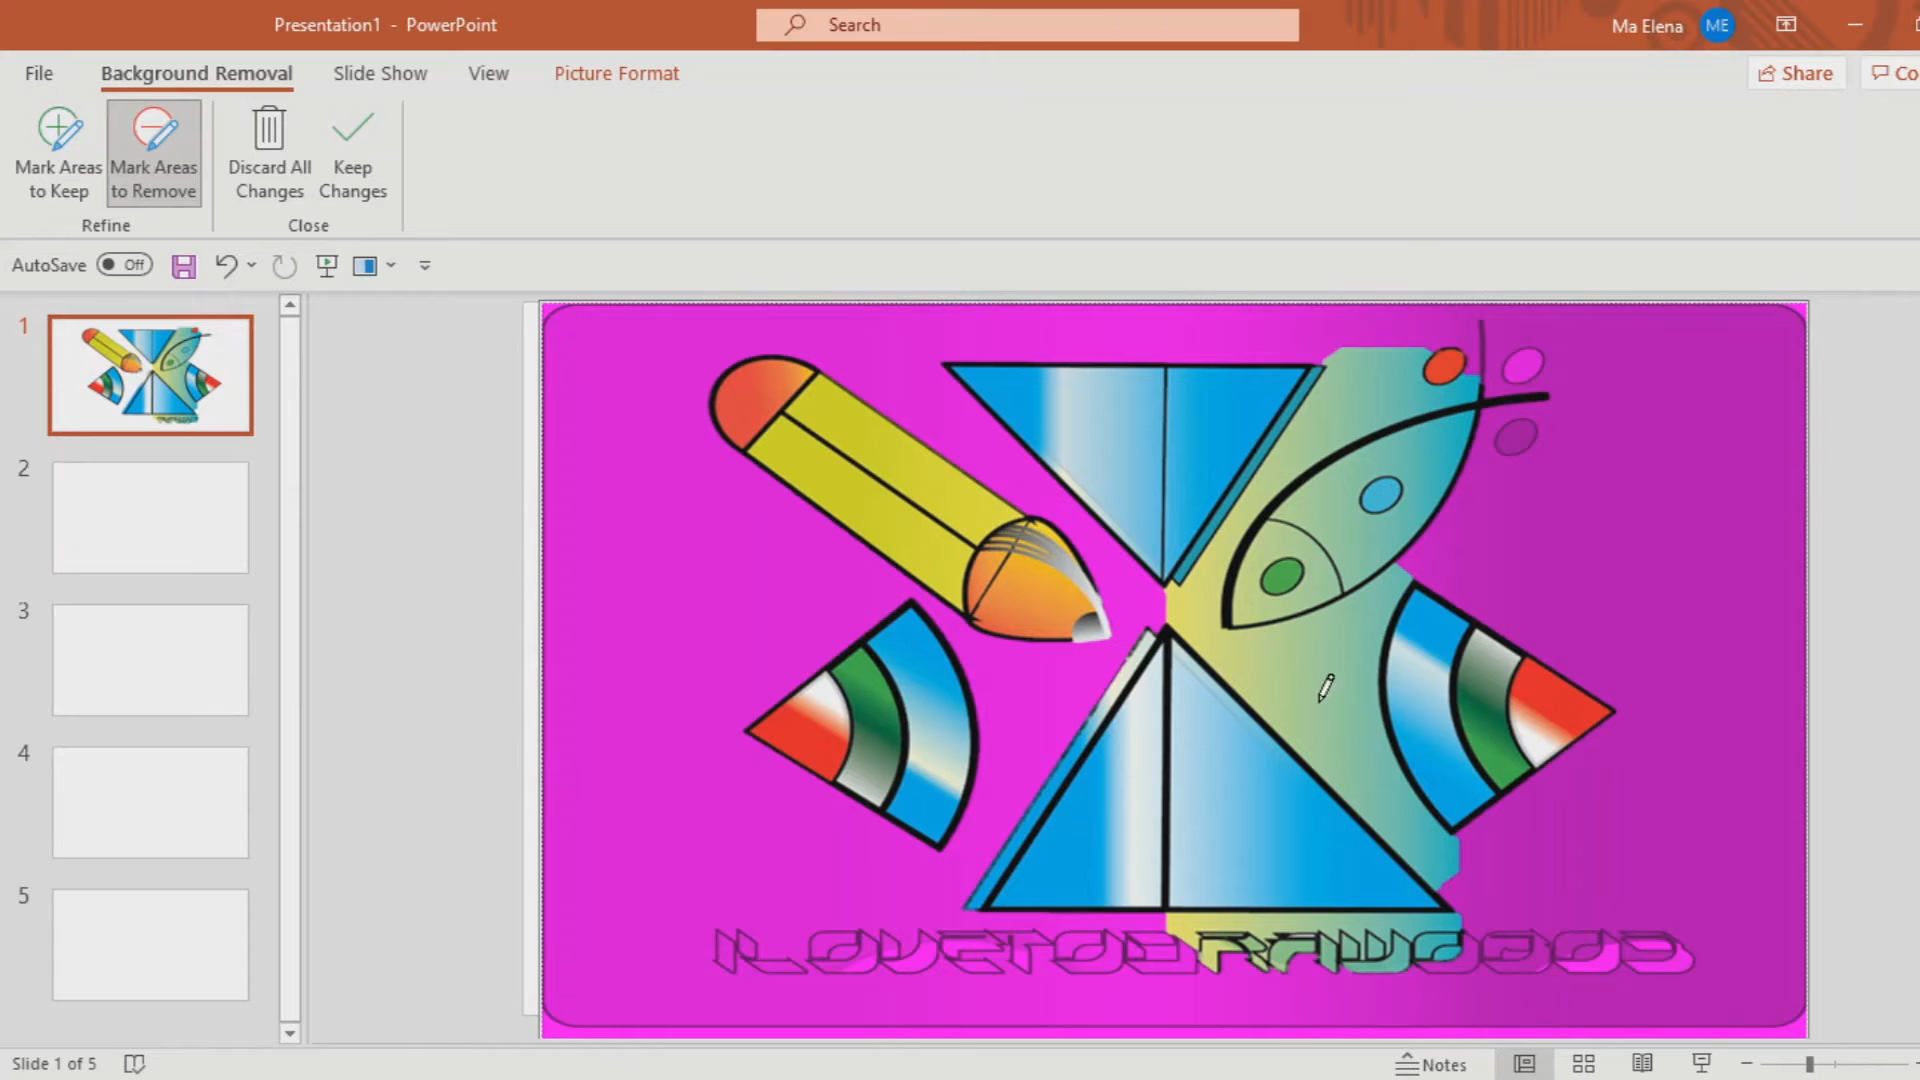 Presentation1 - PowerPoint
Search
Ma Elena
ME
File
Background Removal
Slide Show
View
Picture Format
Share
Co
Mark Areas
to Keep
Mark Areas
to Remove
Discard All
Changes
Keep
Changes
Refine
Close
AutoSave
Off
1
2
3
4
5
ILOVETODRAWGOOD
Slide 1 of 5
Notes